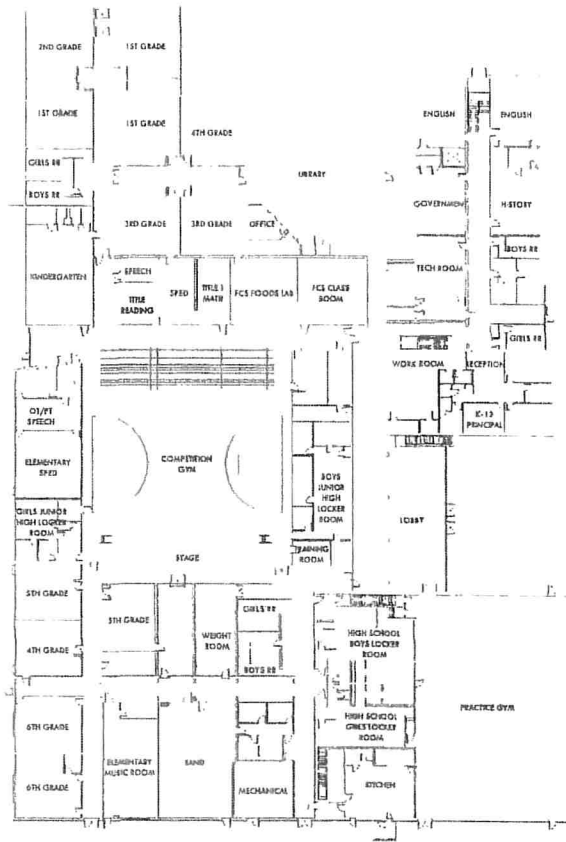 2ND GRADE
1ST GRADE
1ST GRADE
1ST GRADE
4TH GRADE
GIRLS RR
BOYS RR
LIBRARY
ENGLISH
ENGLISH
GOVERNMENT
HISTORY
BOYS RR
TECH ROOM
3RD GRADE
3RD GRADE
OFFICE
KINDERGARTEN
SPEECH
TITLE
READING
SPED
TITLE I
MATH
FCS FOODS LAB
FCS CLASS
ROOM
GIRLS RR
WORK ROOM
RECEPTION
K-12
PRINCIPAL
OT/PT
SPEECH
ELEMENTARY
SPED
COMPETITION
GYM
BOYS
JUNIOR
HIGH
LOCKER
ROOM
LOBBY
GIRLS JUNIOR
HIGH LOCKER
ROOM
STAGE
TRAINING
ROOM
5TH GRADE
5TH GRADE
WEIGHT
ROOM
GIRLS RR
BOYS RR
4TH GRADE
HIGH SCHOOL
BOYS LOCKER
ROOM
HIGH SCHOOL
GIRLS LOCKER
ROOM
PRACTICE GYM
6TH GRADE
6TH GRADE
ELEMENTARY
MUSIC ROOM
BAND
MECHANICAL
KITCHEN